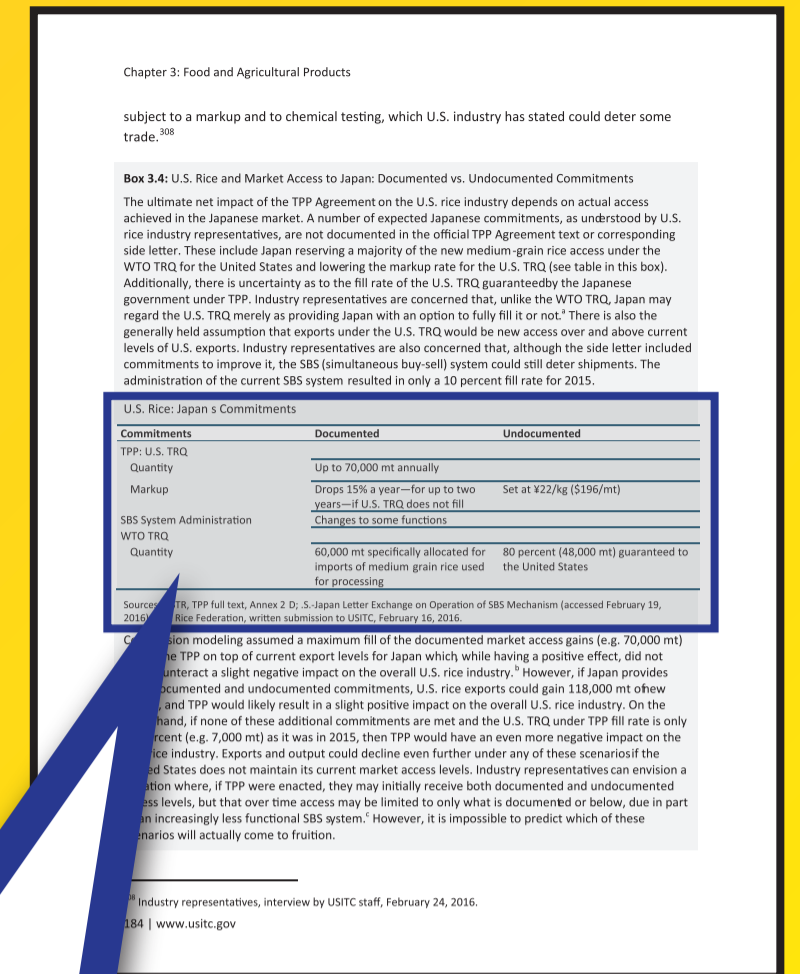 Chapter 3: Food and Agricultural Products
subject to a markup and to chemical testing, which U.S. industry has stated could deter some
trade.308
Box 3.4: U.S. Rice and Market Access to Japan: Documented vs. Undocumented Commitments
The ultimate net impact of the TPP Agreement on the U.S. rice industry depends on actual access
achieved in the Japanese market. A number of expected Japanese commitments, as understood by U.S.
rice industry representatives, are not documented in the official TPP Agreement text or corresponding
side letter. These include Japan reserving a majority of the new medium-grain rice access under the
WTO TRQ for the United States and lowering the markup rate for the U.S. TRQ (see table in this box).
Additionally, there is uncertainty as to the fill rate of the U.S. TRQ guaranteedby the Japanese
government under TPP. Industry representatives are concerned that, unlike the WTO TRQ, Japan may
regard the U.S. TRQ merely as providing Japan with an option to fully fill it or not.a There is also the
generally held assumption that exports under the U.S. TRQ would be new access over and above current
levels of U.S. exports. Industry representatives are also concerned that, although the side letter included
commitments to improve it, the SBS (simultaneous buy-sell) system could still deter shipments. The
administration of the current SBS system resulted in only a 10 percent fill rate for 2015.
U.S. Rice: Japan s Commitments
Commitments Documented Undocumented
TPP: U.S. TRQ
Quantity Up to 70,000 mt annually
Markup Drops 15% a year—for up to two Set at ¥22/kg ($196/mt)
years—if U.S. TRQ does not fill
SBS System Administration Changes to some functions
WTO TRQ
Quantity 60,000 mt specifically allocated for 80 percent (48,000 mt) guaranteed to
imports of medium grain rice used the United States
for processing
Sources TR, TPP full text, Annex 2 D; .S.-Japan Letter Exchange on Operation of SBS Mechanism (accessed February 19,
2016) Rice Federation, written submission to USITC, February 16, 2016.
sion modeling assumed a maximum fill of the documented market access gains (e.g. 70,000 mt)
e TPP on top of current export levels for Japan which, while having a positive effect, did not
unteract a slight negative impact on the overall U.S. rice industry.b However, if Japan provides
ocumented and undocumented commitments, U.S. rice exports could gain 118,000 mt ofnew
, and TPP would likely result in a slight positive impact on the overall U.S. rice industry. On the
hand, if none of these additional commitments are met and the U.S. TRQ under TPP fill rate is only
rcent (e.g. 7,000 mt) as it was in 2015, then TPP would have an even more negative impact on the
ice industry. Exports and output could decline even further under any of these scenariosif the
ed States does not maintain its current market access levels. Industry representatives can envision a
ation where, if TPP were enacted, they may initially receive both documented and undocumented
ess levels, but that over time access may be limited to only what is documented or below, due in part
an increasingly less functional SBS system.c However, it is impossible to predict which of these
enarios will actually come to fruition.
308 Industry representatives, interview by USITC staff, February 24, 2016.
184 | www.usitc.gov